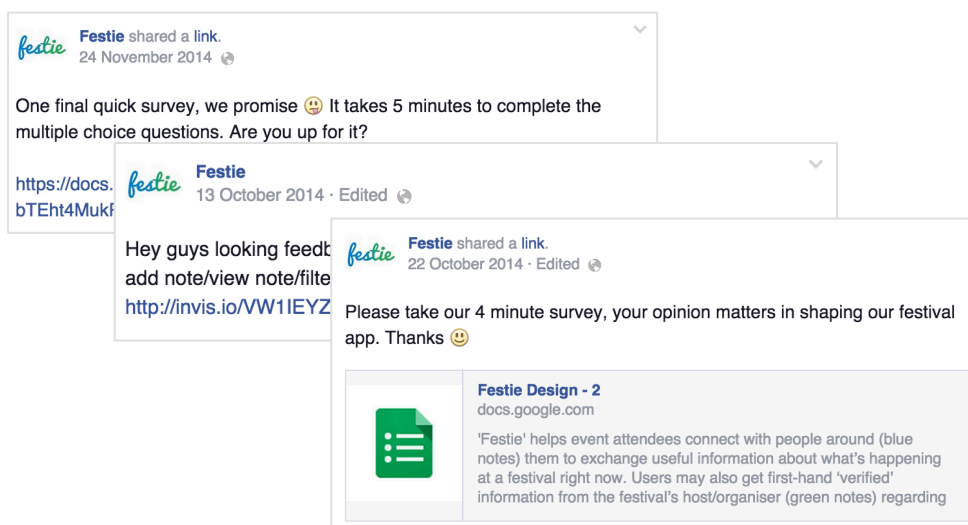 festie
Festie shared a link.
24 November 2014
One final quick survey, we promise 😜 It takes 5 minutes to complete the
multiple choice questions. Are you up for it?
https://docs.
bTEht4Muk
festie
Festie
13 October 2014 · Edited
Hey guys looking feedb
add note/view note/filte
http://invis.io/VW1IEYZ
festie
Festie shared a link.
22 October 2014 · Edited
Please take our 4 minute survey, your opinion matters in shaping our festival
app. Thanks 😃
Festie Design - 2
docs.google.com
'Festie' helps event attendees connect with people around (blue
notes) them to exchange useful information about what's happening
at a festival right now. Users may also get first-hand 'verified'
information from the festival's host/organiser (green notes) regarding